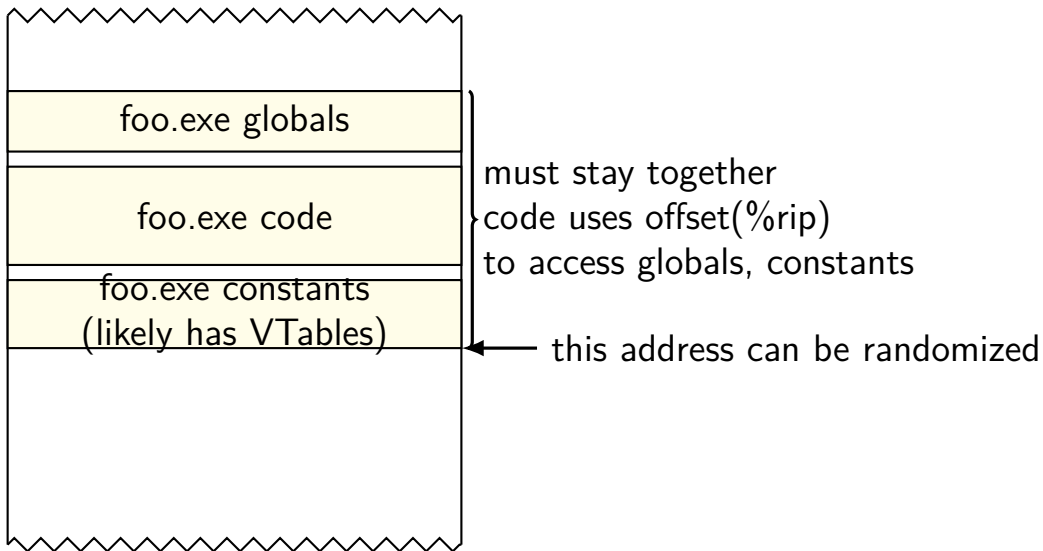 foo.exe globals
foo.exe code
foo.exe constants
(likely has VTables)
must stay together
code uses offset(%rip)
to access globals, constants
this address can be randomized